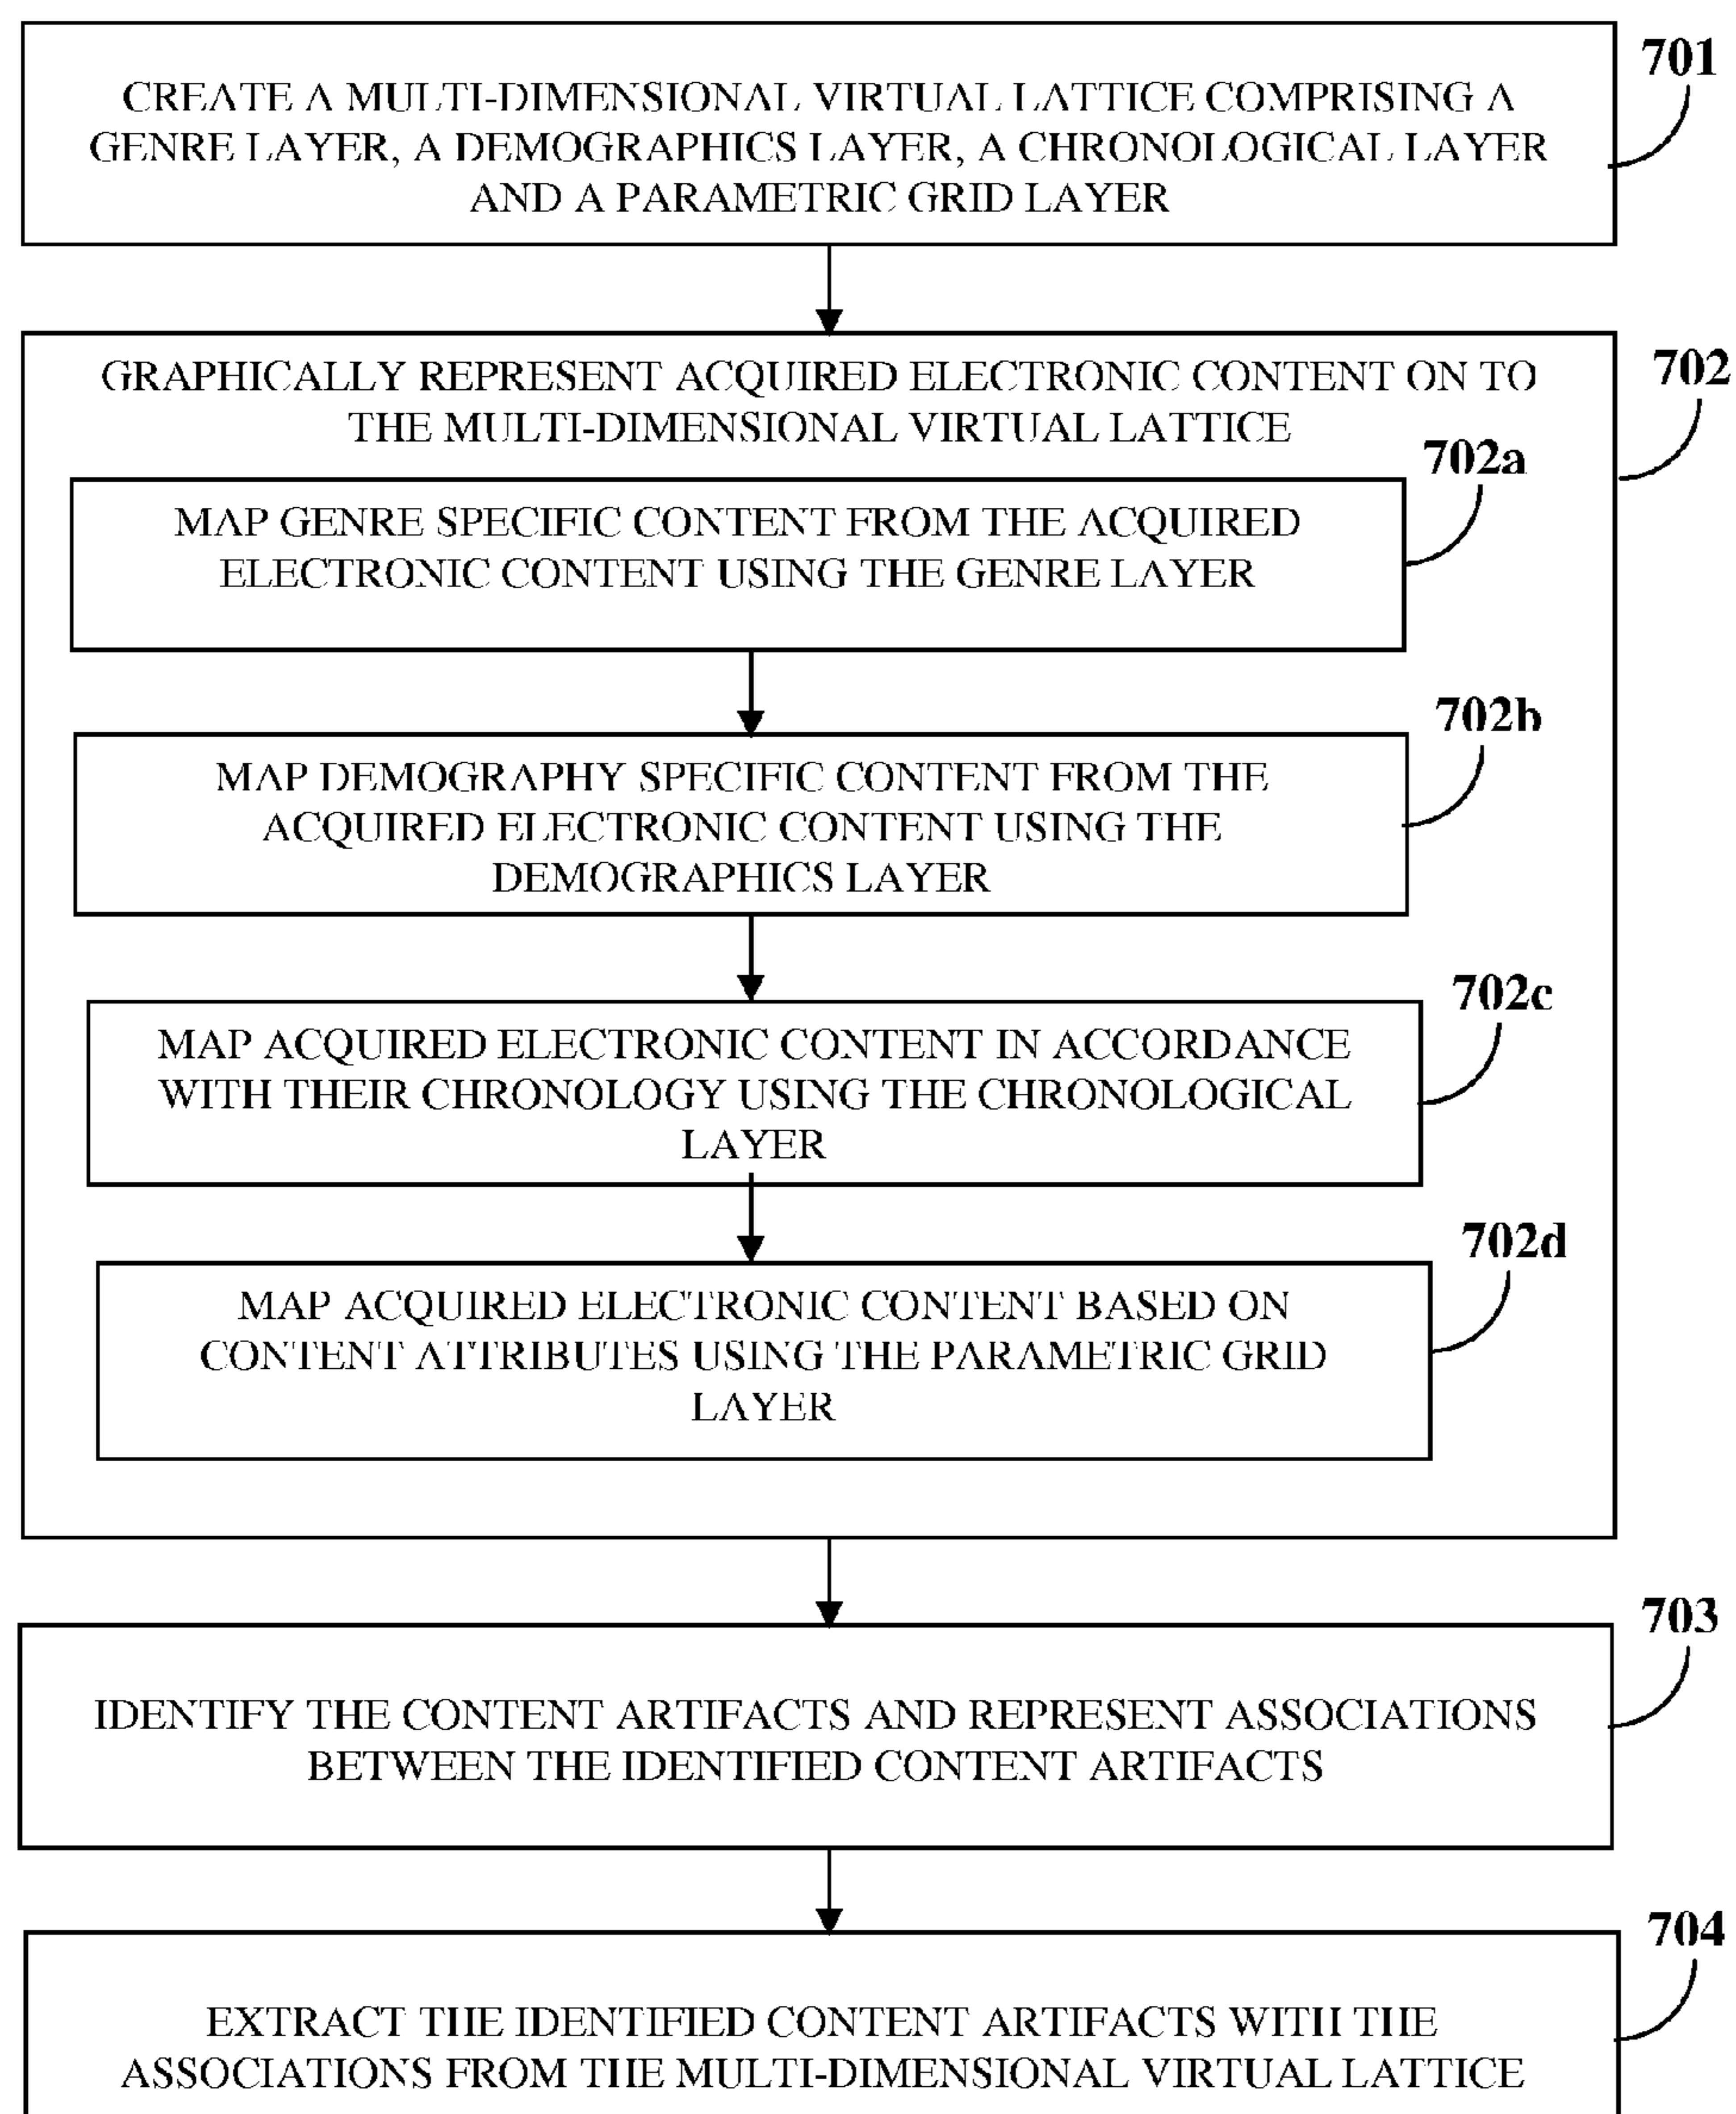 701
CREATE A MULTI-DIMENSIONAL VIRTUAL LATTICE COMPRISING A
GENRE LAYER, A DEMOGRAPHICS LAYER, A CHRONOLOGICAL LAYER
AND A PARAMETRIC GRID LAYER
702
GRAPHICALLY REPRESENT ACQUIRED ELECTRONIC CONTENT ON TO
THE MULTI-DIMENSIONAL VIRTUAL LATTICE
702a
MAP GENRE SPECIFIC CONTENT FROM THE ACQUIRED
ELECTRONIC CONTENT USING THE GENRE LAYER
702b
MAP DEMOGRAPHY SPECIFIC CONTENT FROM THE
ACQUIRED ELECTRONIC CONTENT USING THE
DEMOGRAPHICS LAYER
702c
MAP ACQUIRED ELECTRONIC CONTENT IN ACCORDANCE
WITH THEIR CHRONOLOGY USING THE CHRONOLOGICAL
LAYER
702d
MAP ACQUIRED ELECTRONIC CONTENT BASED ON
CONTENT ATTRIBUTES USING THE PARAMETRIC GRID
LAYER
703
IDENTIFY THE CONTENT ARTIFACTS AND REPRESENT ASSOCIATIONS
BETWEEN THE IDENTIFIED CONTENT ARTIFACTS
704
EXTRACT THE IDENTIFIED CONTENT ARTIFACTS WITH THE
ASSOCIATIONS FROM THE MULTI-DIMENSIONAL VIRTUAL LATTICE